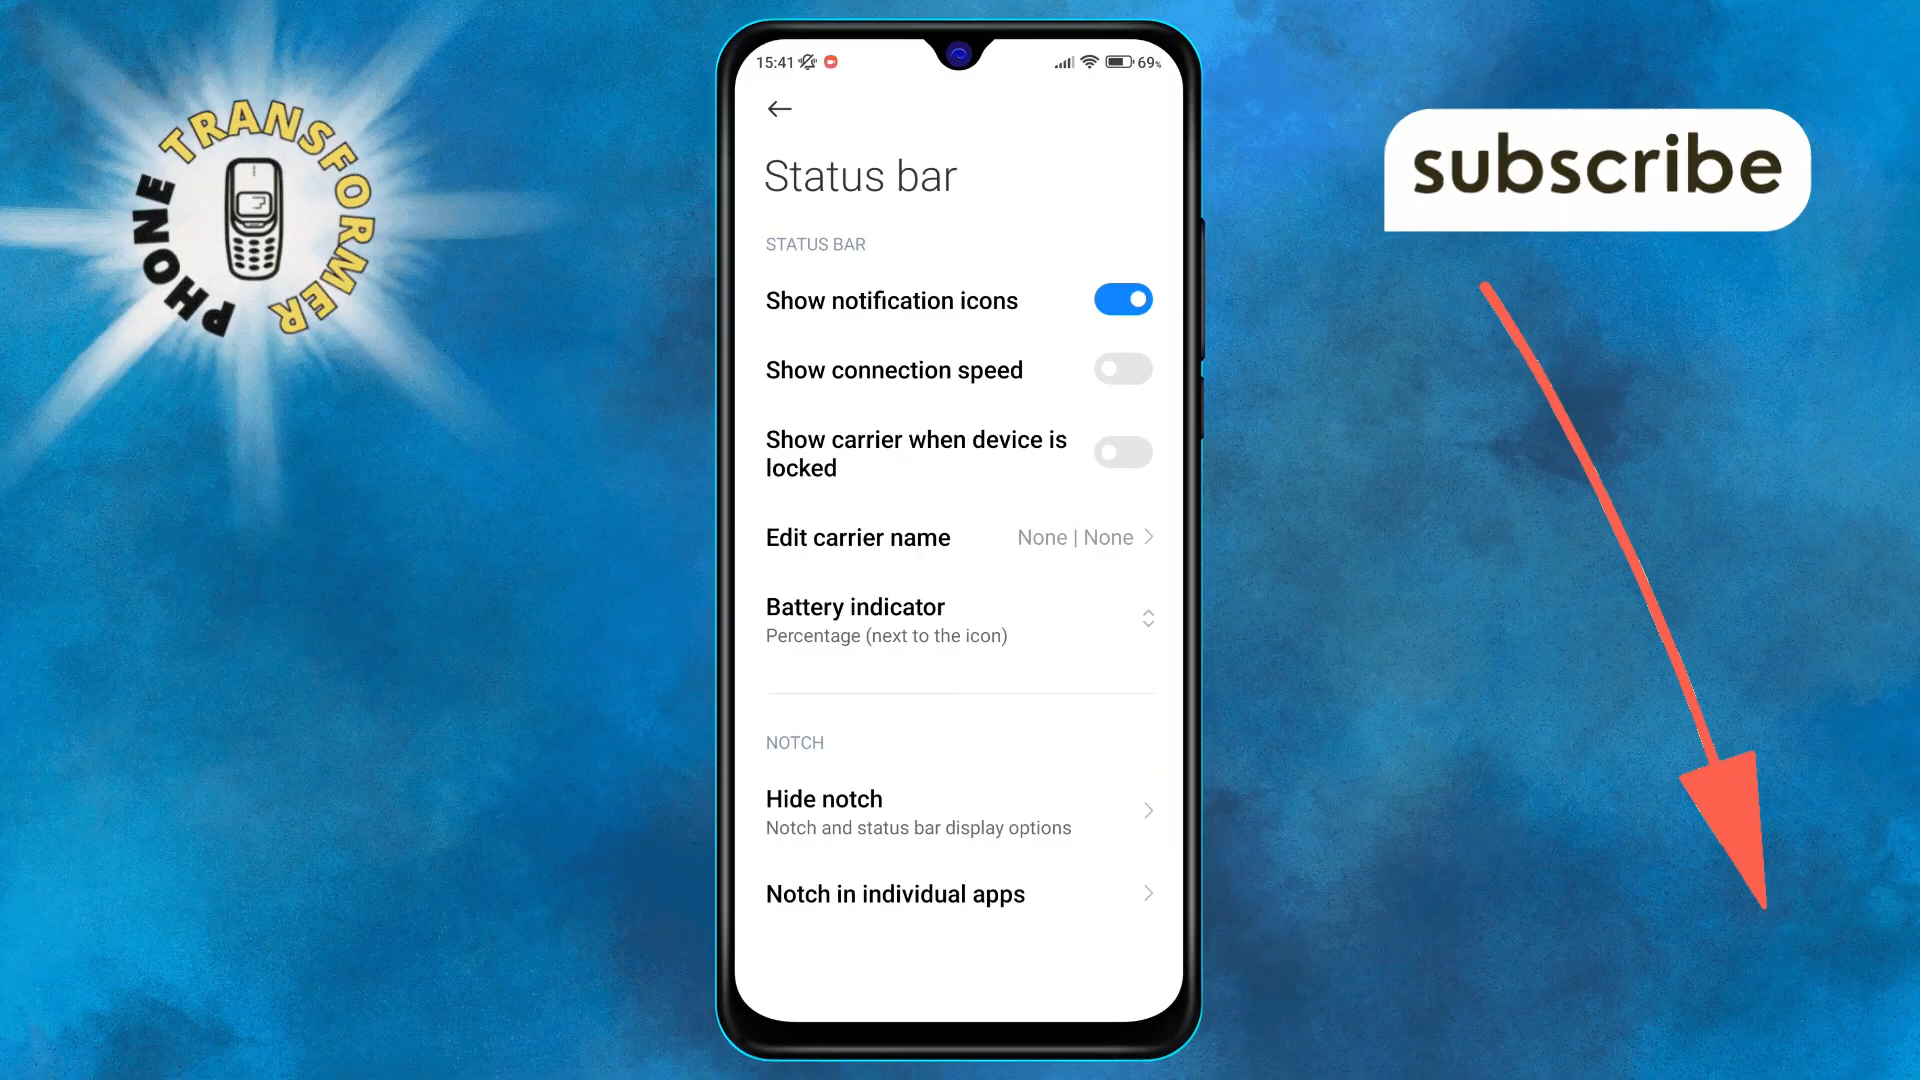 PHONE TRANSFORMER
subscribe
15:41
69%
Status bar
STATUS BAR
Show notification icons
Show connection speed
Show carrier when device is
locked
Edit carrier name None | None
Battery indicator
Percentage (next to the icon)
NOTCH
Hide notch
Notch and status bar display options
Notch in individual apps